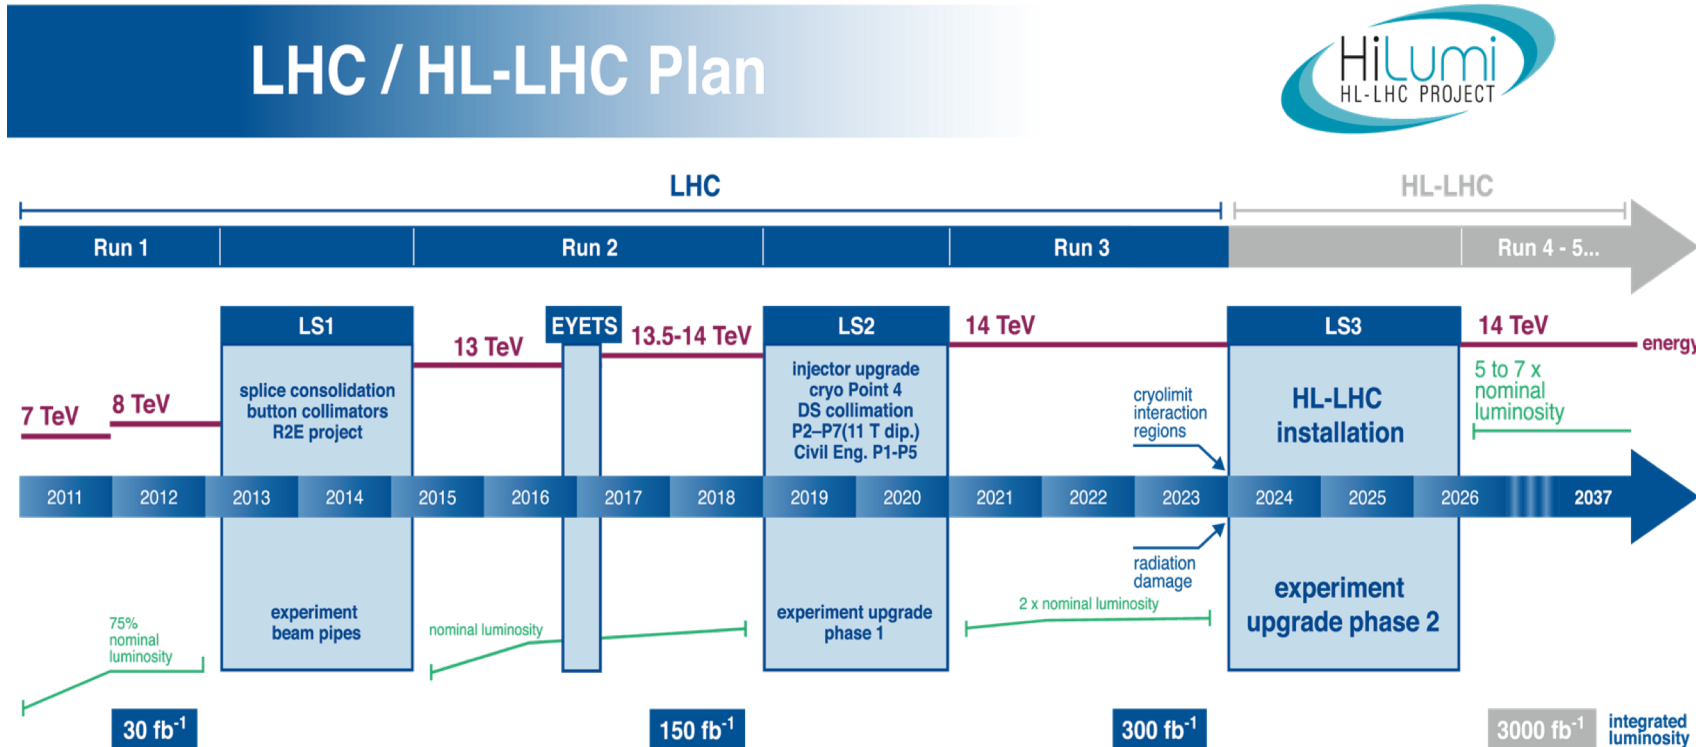 LHC / HL-LHC Plan
HiLumi
HL-LHC PROJECT
LHC
HL-LHC
Run 1
Run 2
Run 3
Run 4 - 5...
LS1
EYETS
LS2
LS3
7 TeV
8 TeV
13 TeV
13.5-14 TeV
14 TeV
14 TeV
energy
splice consolidation
button collimators
R2E project
injector upgrade
cryo Point 4
DS collimation
P2–P7(11 T dip.)
Civil Eng. P1-P5
cryolimit
interaction
regions
HL-LHC
installation
5 to 7 x
nominal
luminosity
2011
2012
2013
2014
2015
2016
2017
2018
2019
2020
2021
2022
2023
2024
2025
2026
2037
radiation
damage
75%
nominal
luminosity
experiment
beam pipes
nominal luminosity
experiment upgrade
phase 1
2 x nominal luminosity
experiment
upgrade phase 2
30 fb⁻¹
150 fb⁻¹
300 fb⁻¹
3000 fb⁻¹
integrated
luminosity